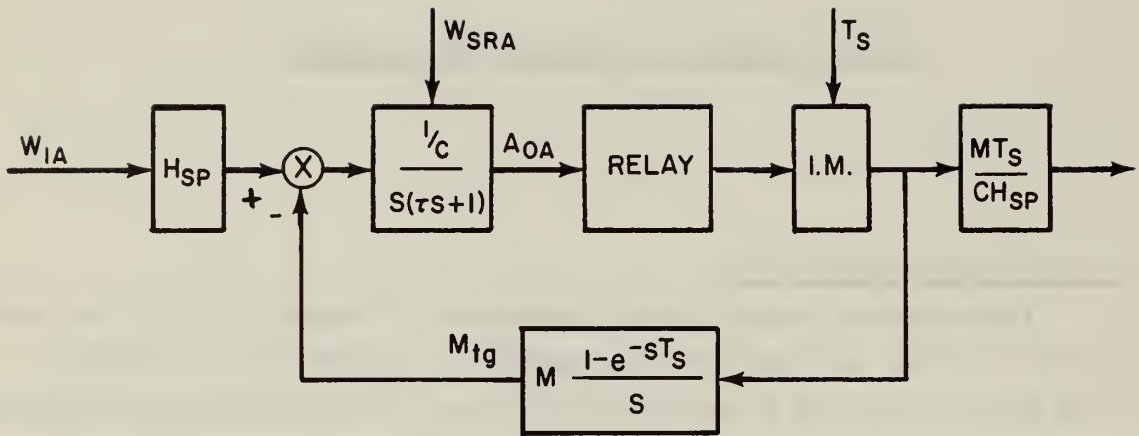 W_SRA
T_S
W_IA
H_SP
+
-
X
1/C
S(τS+1)
A_OA
RELAY
I.M.
MT_S
CH_SP
M_tg
M
1-e^-sT_S
S